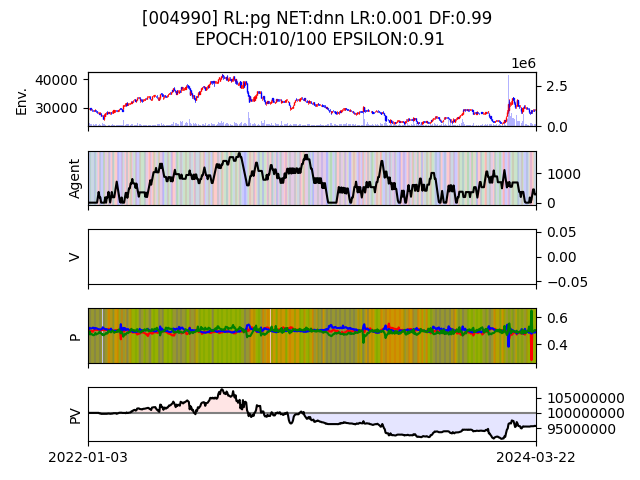 [004990] RL:pg NET:dnn LR:0.001 DF:0.99
EPOCH:010/100 EPSILON:0.91
1e6
Env.
40000
30000
2.5
0.0
Agent
1000
0
V
0.05
0.00
−0.05
P
0.6
0.4
PV
105000000
100000000
95000000
2022-01-03
2024-03-22